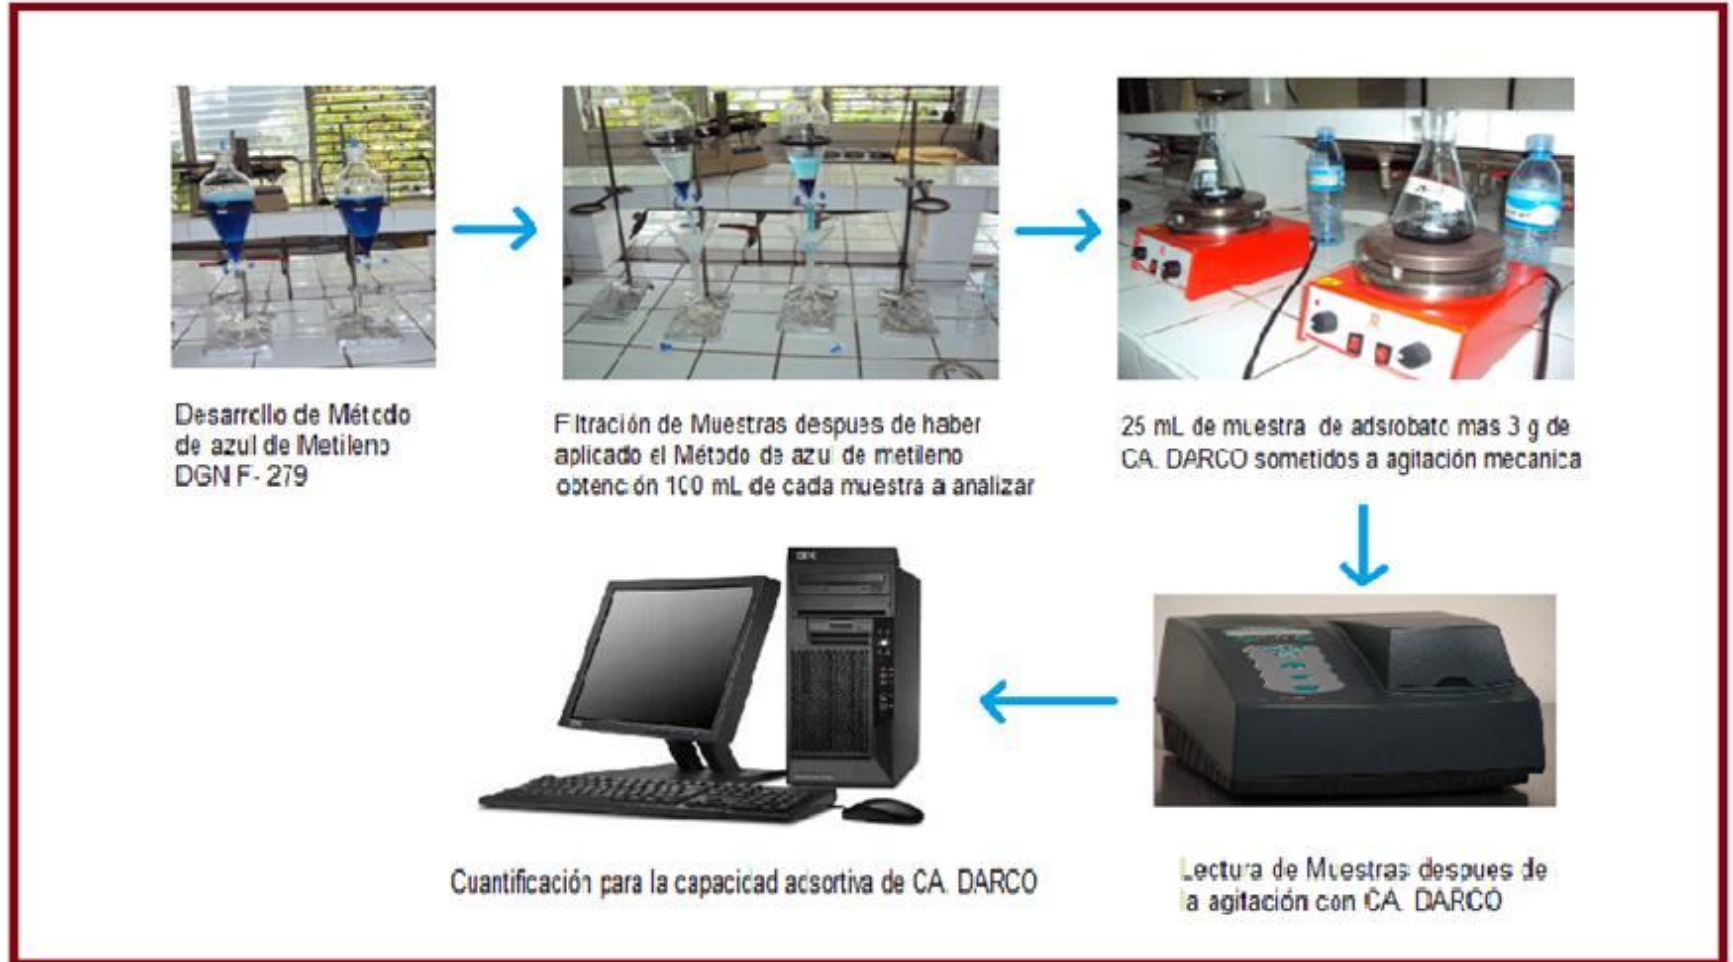 Desarrollo de Método
de azul de Metileno
DGN F- 279
Filtración de Muestras despues de haber
aplicado el Método de azul de metileno
obtención 100 mL de cada muestra a analizar
25 mL de muestra de adsrobato mas 3 g de
CA. DARCO sometidos a agitación mecanica
Lectura de Muestras despues de
la agitación con CA. DARCO
Cuantificación para la capacidad adsortiva de CA. DARCO